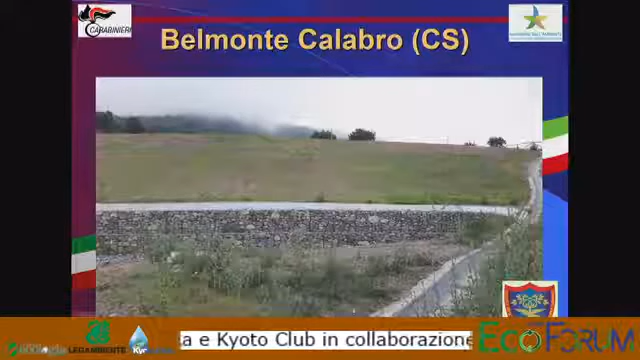 CARABINIERI
Belmonte Calabro (CS)
LEGAMBIENTE
a e Kyoto Club in collaborazione
ECOFORUM